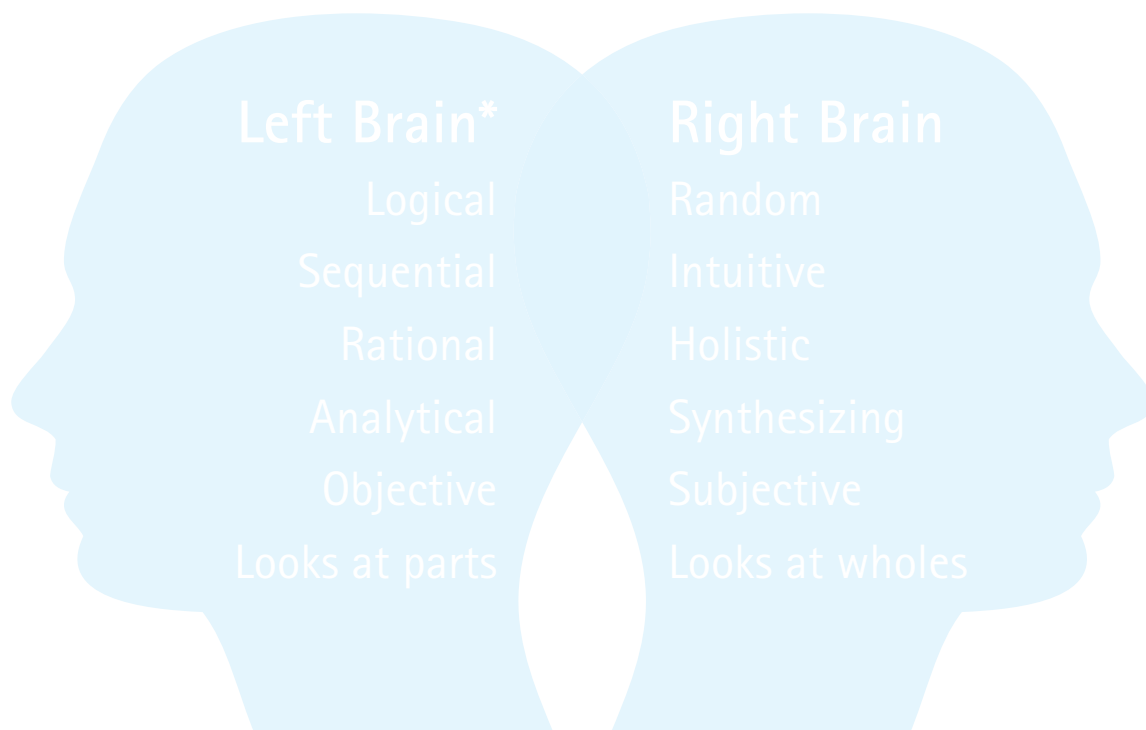 Left Brain*
Logical
Sequential
Rational
Analytical
Objective
Looks at parts
Right Brain
Random
Intuitive
Holistic
Synthesizing
Subjective
Looks at wholes